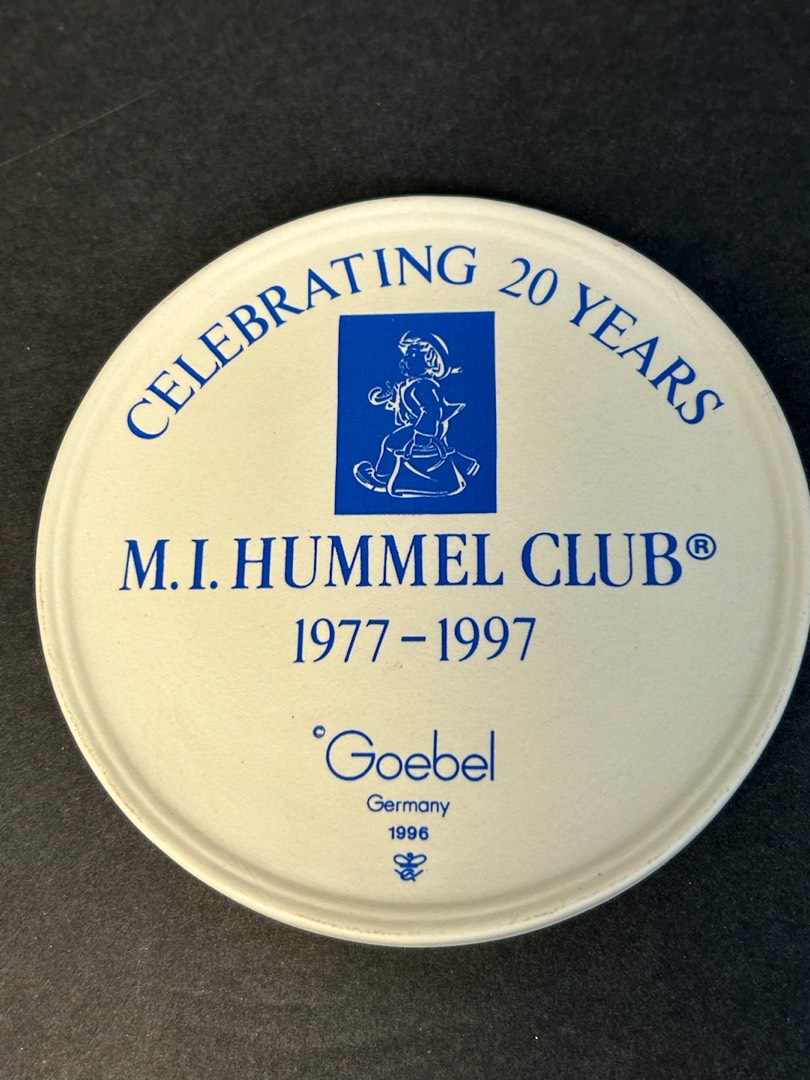 CELEBRATING 20 YEARS
M.I. HUMMEL CLUB®
1977-1997
©Goebel
Germany
1996